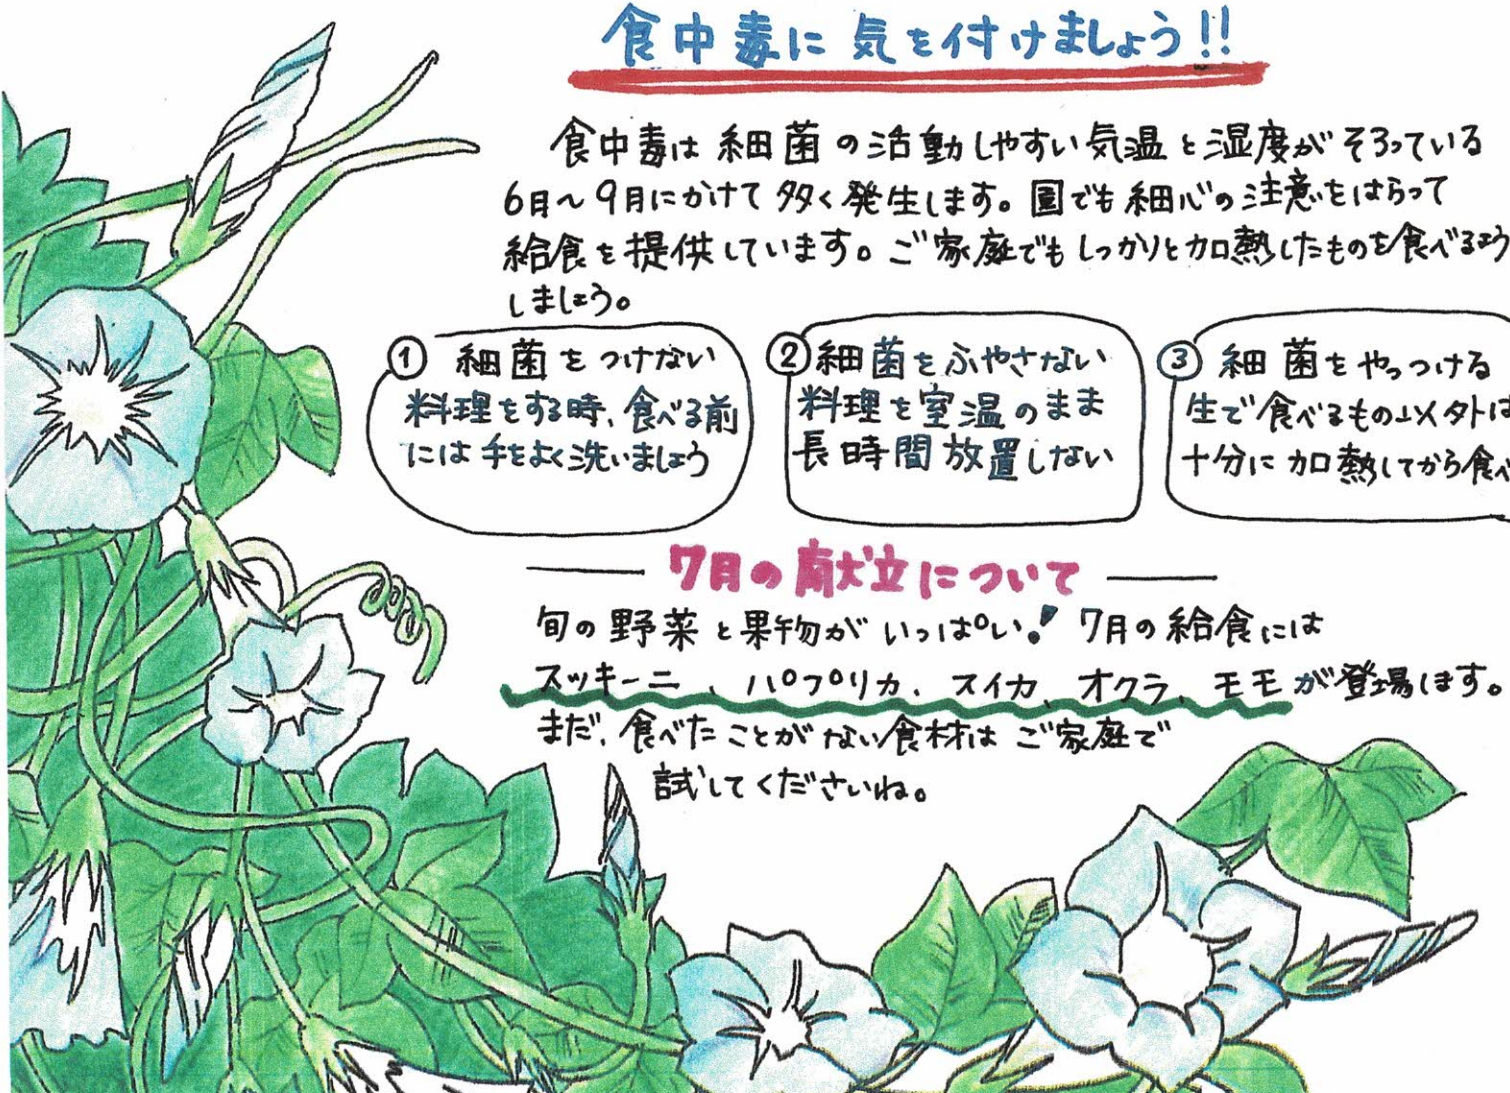 食中毒に気を付けましょう!!
食中毒は細菌の活動しやすい気温と湿度がそろっている
6月～9月にかけて多く発生します。園でも細心の注意をはらって
給食を提供しています。ご家庭でもしっかりと加熱したものを食べるよう
しましょう。
① 細菌をつけない
料理をする時、食べる前
には手をよく洗いましょう
② 細菌をふやさない
料理を室温のまま
長時間放置しない
③ 細菌をやっつける
生で食べるもの以外は
十分に加熱してから食べ
7月の献立について
旬の野菜と果物がいっぱい! 7月の給食には
ズッキーニ、パプリカ、スイカ、オクラ、モモが登場します。
まだ、食べたことがない食材はご家庭で
試してくださいね。